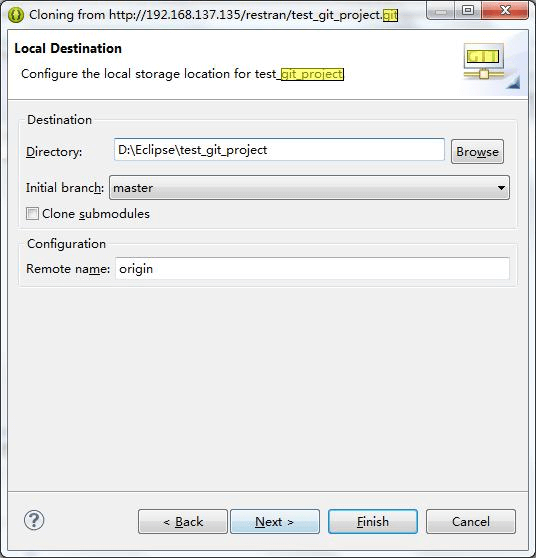 Cloning from http://192.168.137.135/restran/test_git_project.git
Local Destination
Configure the local storage location for test_git_project.
GIT
Destination
Directory: D:\Eclipse\test_git_project Browse
Initial branch: master
Clone submodules
Configuration
Remote name: origin
? < Back Next > Finish Cancel